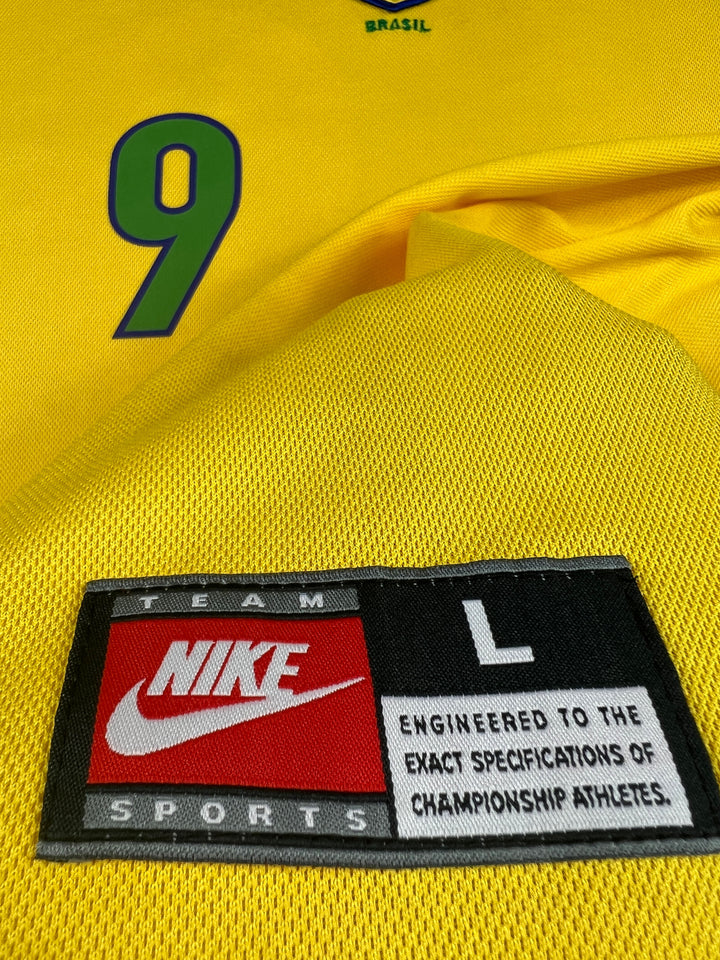 BRASIL
9
TEAM
NIKE
SPORTS
L
ENGINEERED TO THE
EXACT SPECIFICATIONS OF
CHAMPIONSHIP ATHLETES.